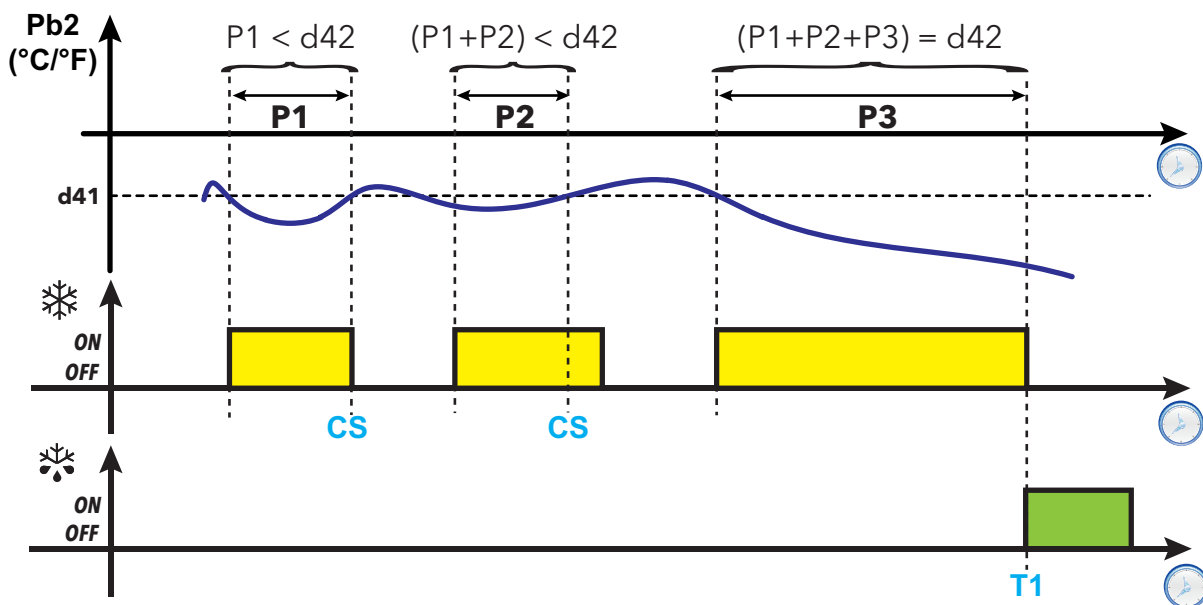 Pb2
(°C/°F)
P1 < d42
(P1+P2) < d42
(P1+P2+P3) = d42
P1
P2
P3
d41
ON
OFF
CS
CS
ON
OFF
T1